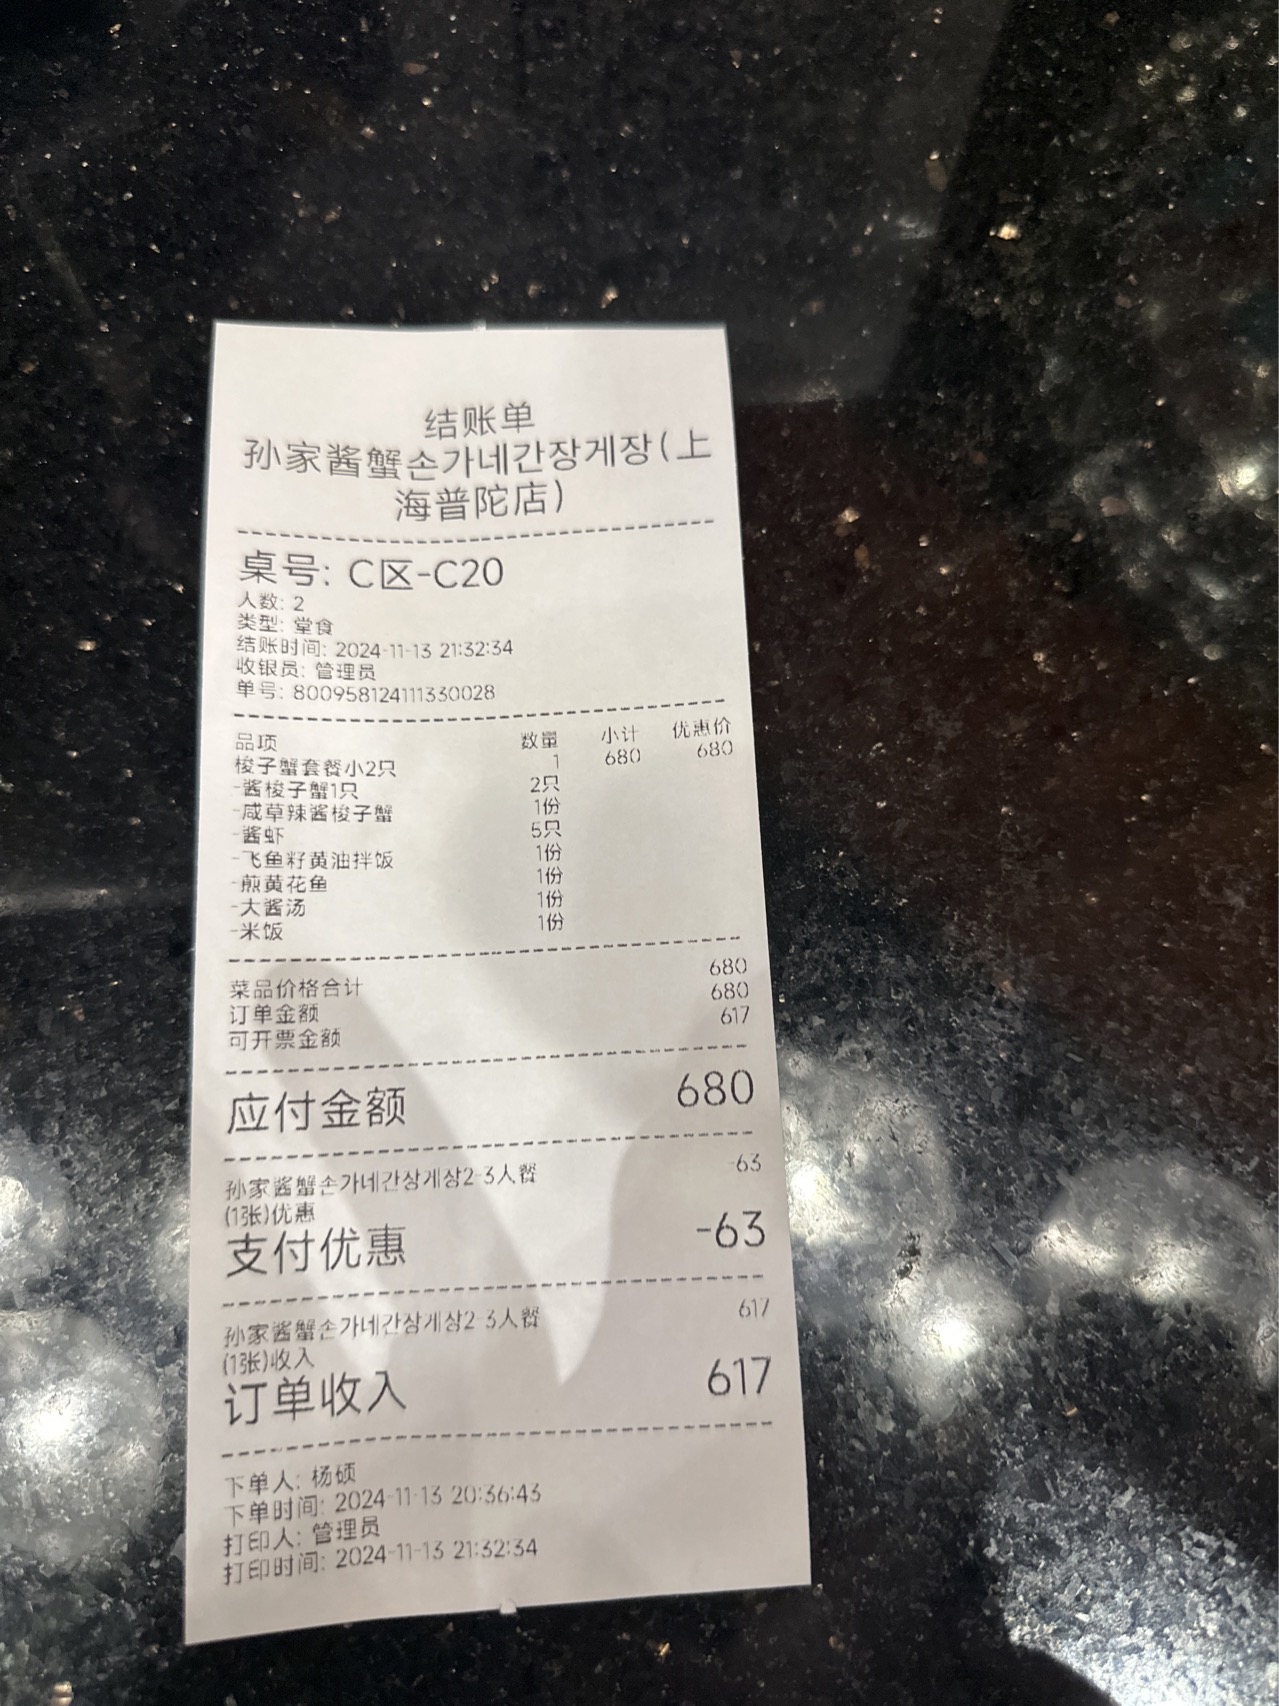 结账单
孙家酱蟹손가네간장게장(上
海普陀店)
桌号: C区-C20
人数: 2
类型: 堂食
结账时间: 2024-11-13 21:32:34
收银员: 管理员
单号: 800958124111330028
品项 数量 小计 优惠价
梭子蟹套餐小2只 1 680 680
-酱梭子蟹1只 2只
-咸草辣酱梭子蟹 1份
-酱虾 5只
-飞鱼籽黄油拌饭 1份
-煎黄花鱼 1份
-大酱汤 1份
-米饭 1份
菜品价格合计 680
订单金额 680
可开票金额 617
应付金额 680
孙家酱蟹손가네간장게장2-3人餐 -63
(1张)优惠
支付优惠 -63
孙家酱蟹손가네간장게장2-3人餐 617
(1张)收入
订单收入 617
下单人: 杨硕
下单时间: 2024-11-13 20:36:43
打印人: 管理员
打印时间: 2024-11-13 21:32:34